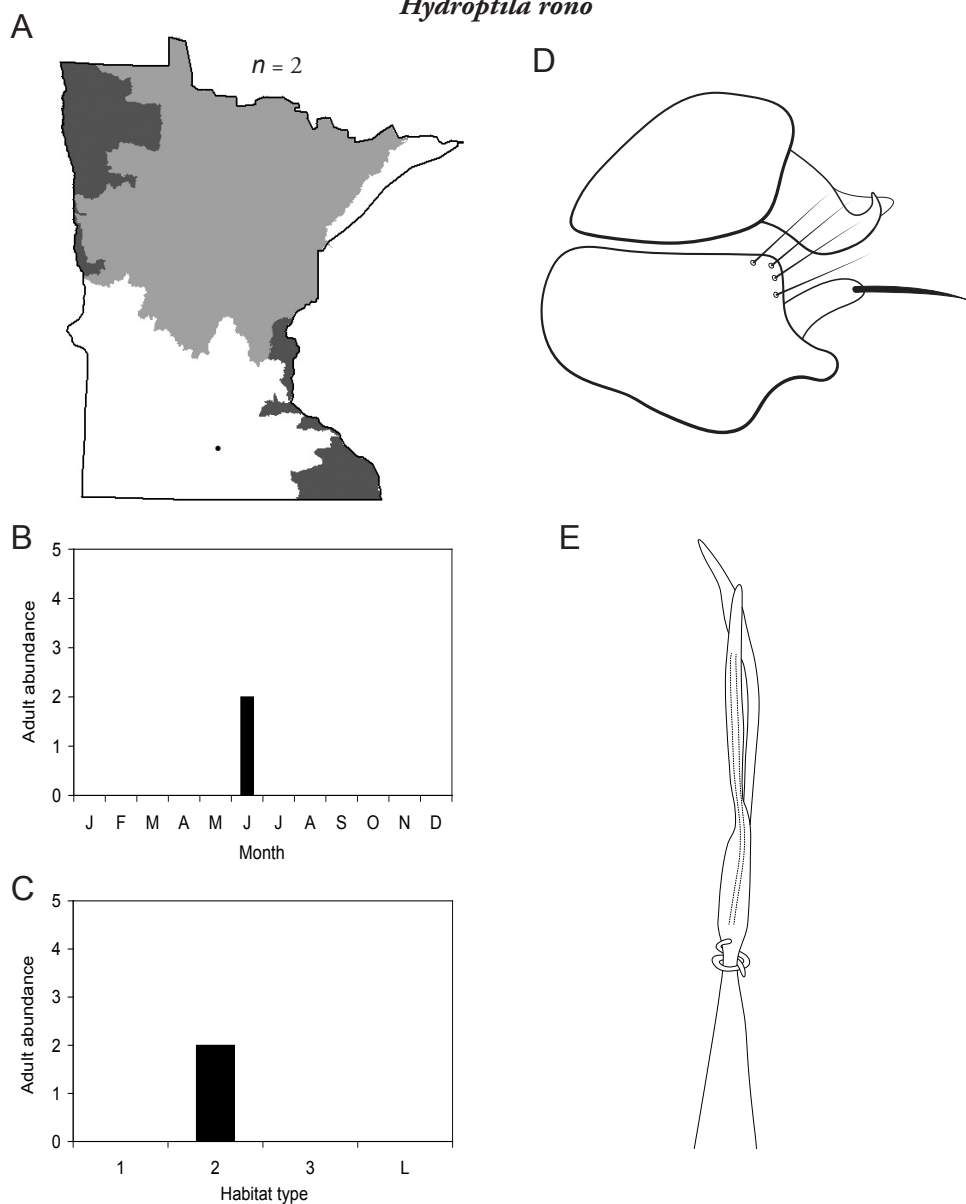 Hydroptila rono
A
n = 2
D
B
5
4
3
2
1
0
Adult abundance
J F M A M J J A S O N D
Month
E
C
5
4
3
2
1
0
Adult abundance
1 2 3 L
Habitat type